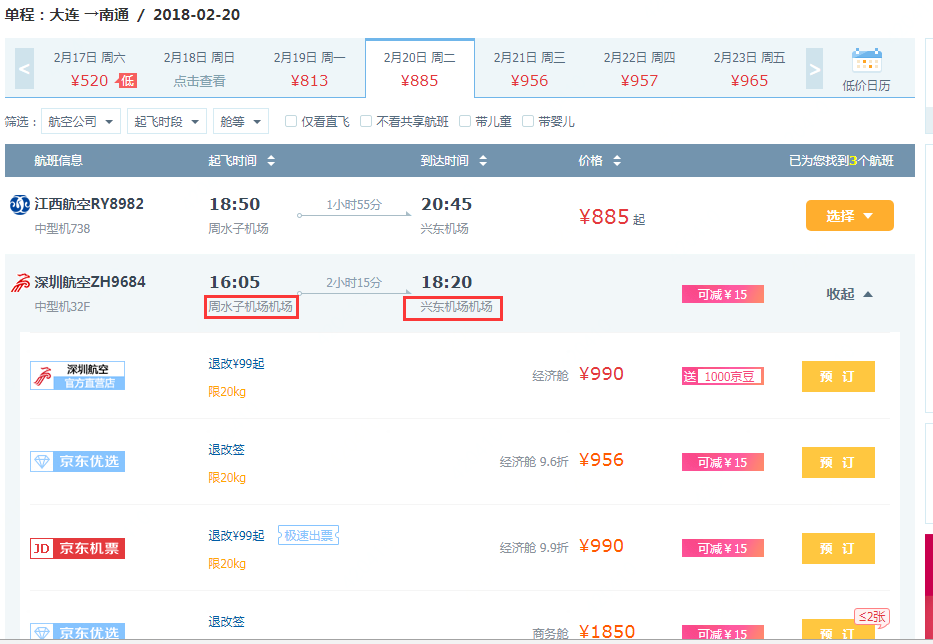 单程：大连 →南通 / 2018-02-20
< 2月17日 周六 2月18日 周日 2月19日 周一 2月20日 周二 2月21日 周三 2月22日 周四 2月23日 周五 >
¥520 低 点击查看 ¥813 ¥885 ¥956 ¥957 ¥965 低价日历
筛选： 航空公司 起飞时段 舱等 仅看直飞 不看共享航班 带儿童 带婴儿
航班信息 起飞时间 到达时间 价格 已为您找到3个航班
江西航空RY8982 18:50 1小时55分 20:45 ¥885 起 选择
中型机738 周水子机场 兴东机场
深圳航空ZH9684 16:05 2小时15分 18:20 可减¥15 收起
中型机32F 周水子机场机场 兴东机场机场
深圳航空 官方直营店 退改¥99起 经济舱 ¥990 送 1000京豆 预 订
限20kg
京东优选 退改签 经济舱 9.6折 ¥956 可减¥15 预 订
限20kg
JD 京东机票 退改¥99起 极速出票 经济舱 9.9折 ¥990 可减¥15 预 订
限20kg
≤2张
京东优选 退改签 商务舱 ¥1850 可减¥15 预 订